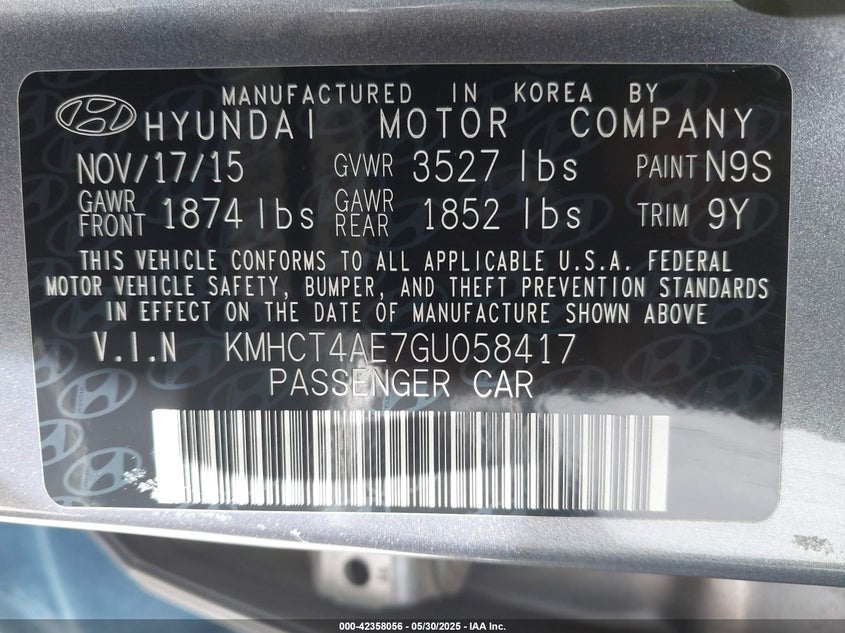 MANUFACTURED IN KOREA BY
HYUNDAI MOTOR COMPANY
NOV/17/15 GVWR 3527 lbs PAINT N9S
GAWR FRONT 1874 lbs GAWR REAR 1852 lbs TRIM 9Y
THIS VEHICLE CONFORMS TO ALL APPLICABLE U.S.A. FEDERAL
MOTOR VEHICLE SAFETY, BUMPER, AND THEFT PREVENTION STANDARDS
IN EFFECT ON THE DATE OF MANUFACTURE SHOWN ABOVE
V.I.N KMHCT4AE7GU058417
PASSENGER CAR
000-42358056 - 05/30/2025 - IAA Inc.